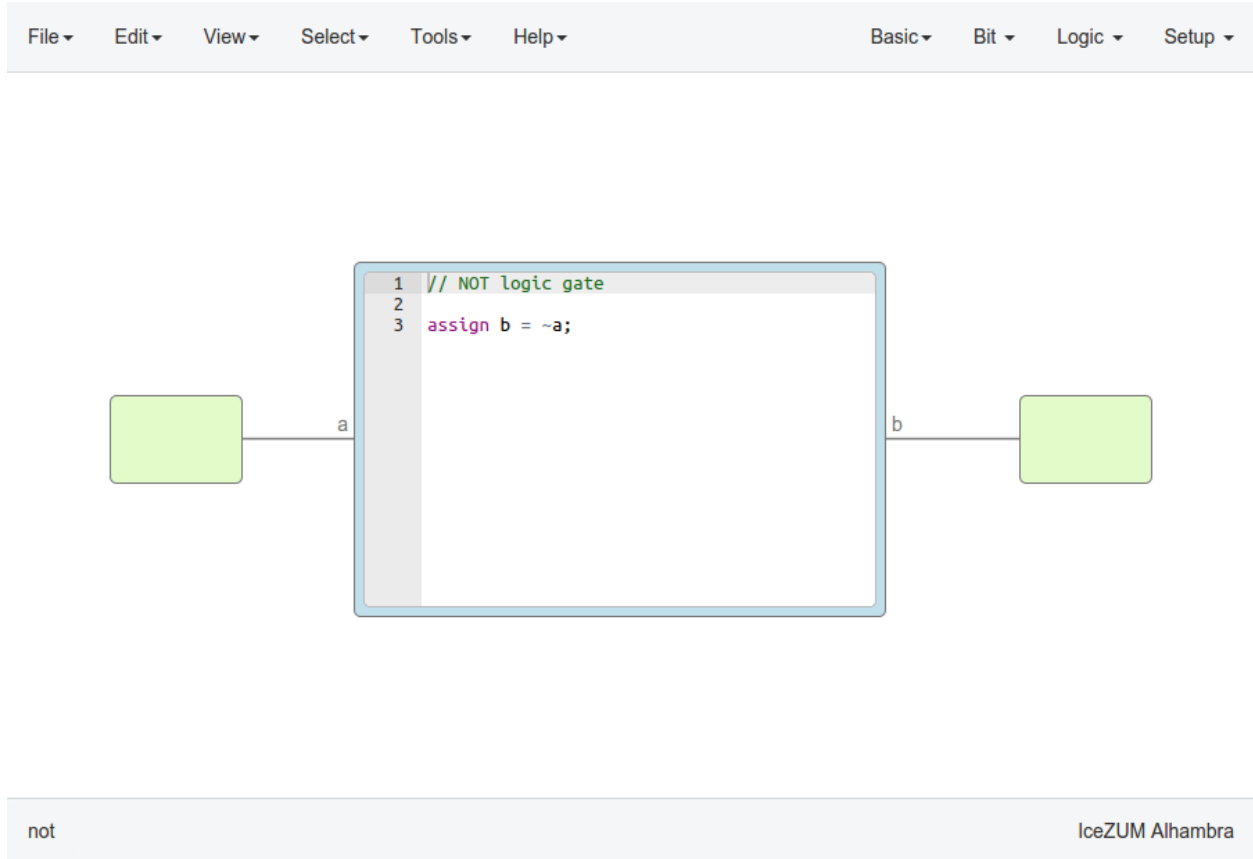 File Edit View Select Tools Help Basic Bit Logic Setup
1 // NOT logic gate
2
3 assign b = ~a;
a
b
not IceZUM Alhambra